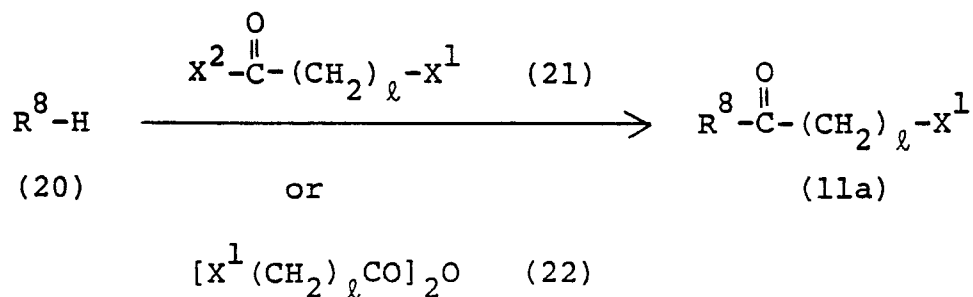 O
X²-C-(CH₂)ℓ-X¹ (21)
O
R⁸-H
R⁸-C-(CH₂)ℓ-X¹
(20)
or
(11a)
[X¹(CH₂)ℓCO]₂O (22)